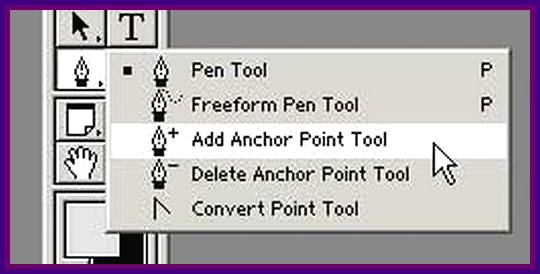 T
Pen Tool P
Freeform Pen Tool P
Add Anchor Point Tool
Delete Anchor Point Tool
Convert Point Tool